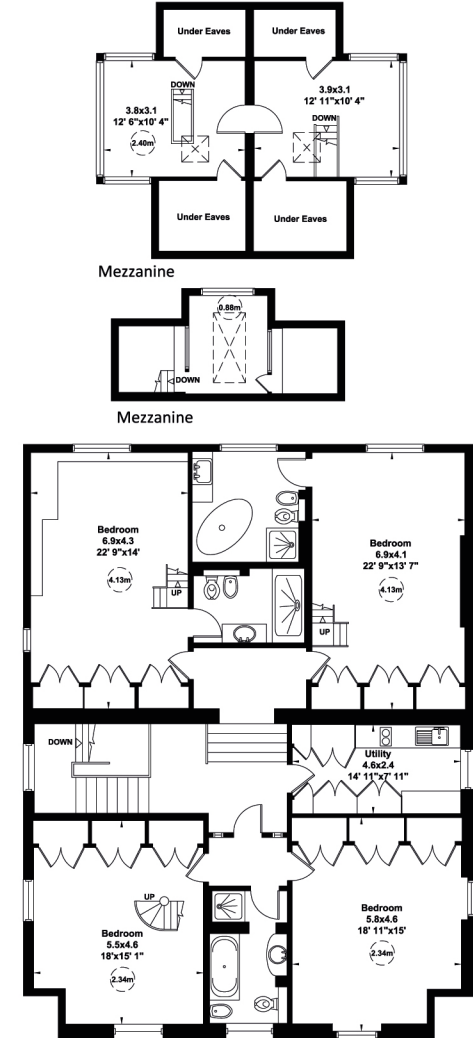 Under Eaves
Under Eaves
DOWN
3.8x3.1
12' 6"x10' 4"
2.40m
3.9x3.1
12' 11"x10' 4"
DOWN
Under Eaves
Under Eaves
Mezzanine
0.88m
DOWN
Mezzanine
Bedroom
6.9x4.3
22' 9"x14'
4.13m
UP
Bedroom
6.9x4.1
22' 9"x13' 7"
4.13m
UP
DOWN
Utility
4.6x2.4
14' 11"x7' 11"
UP
Bedroom
5.5x4.6
18'x15' 1"
2.34m
Bedroom
5.8x4.6
18' 11"x15'
2.34m